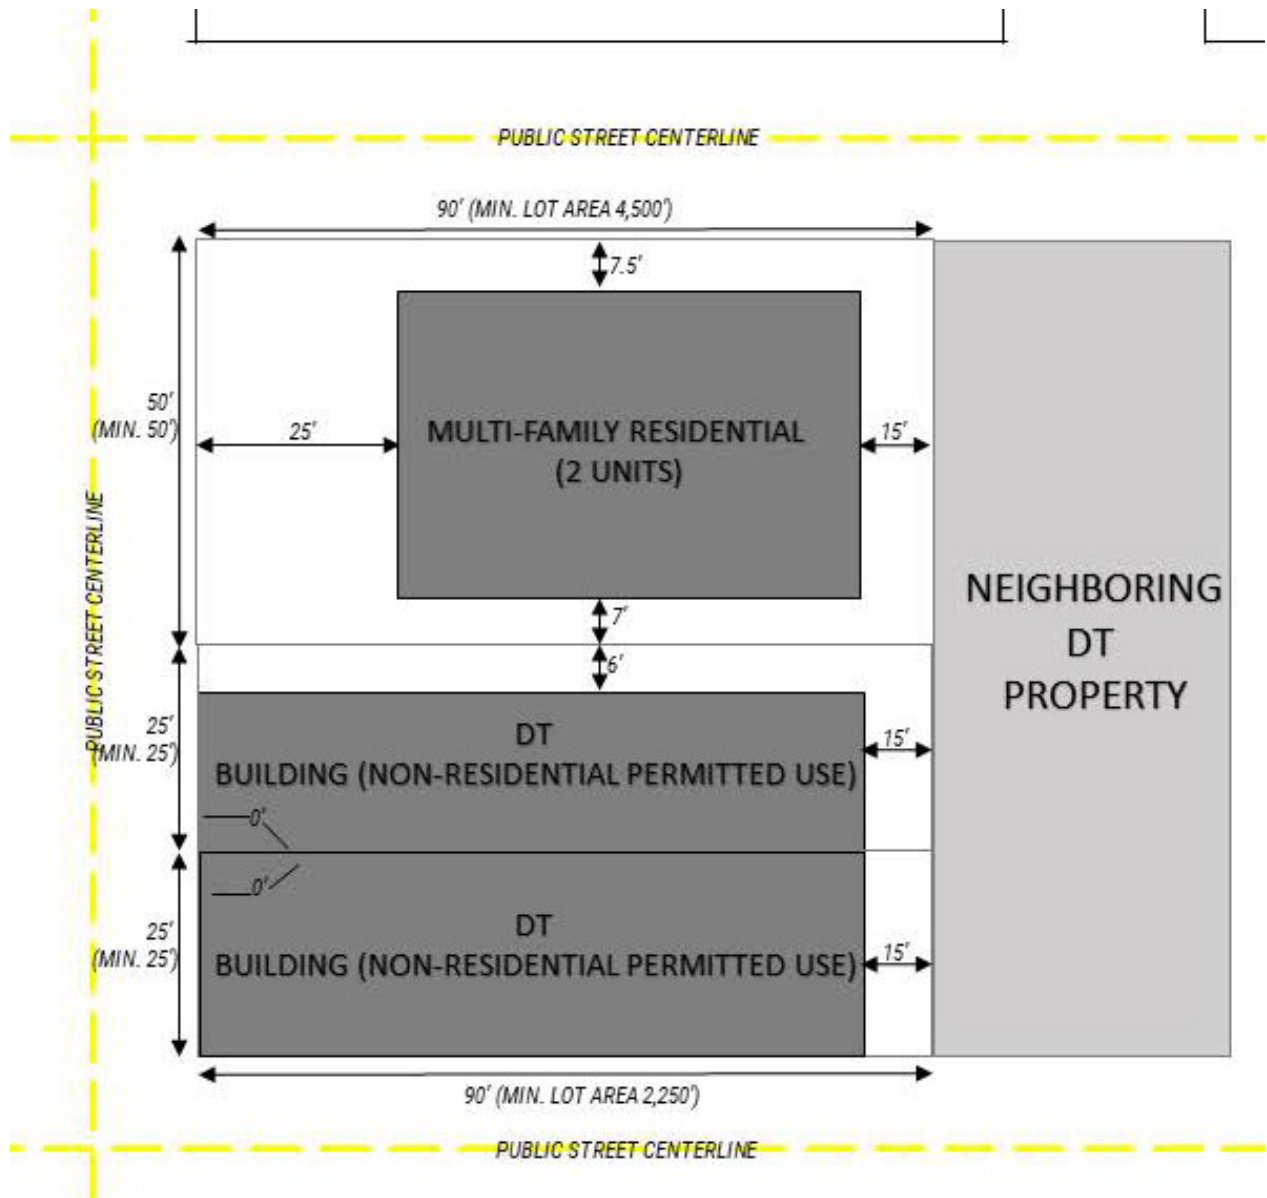 PUBLIC STREET CENTERLINE
90' (MIN. LOT AREA 4,500')
7.5'
50'
(MIN. 50')
25'
MULTI-FAMILY RESIDENTIAL
(2 UNITS)
15'
7'
PUBLIC STREET CENTERLINE
NEIGHBORING
DT
PROPERTY
6'
25'
(MIN. 25')
DT
BUILDING (NON-RESIDENTIAL PERMITTED USE)
15'
0'
0'
25'
(MIN. 25')
DT
BUILDING (NON-RESIDENTIAL PERMITTED USE)
15'
90' (MIN. LOT AREA 2,250')
PUBLIC STREET CENTERLINE